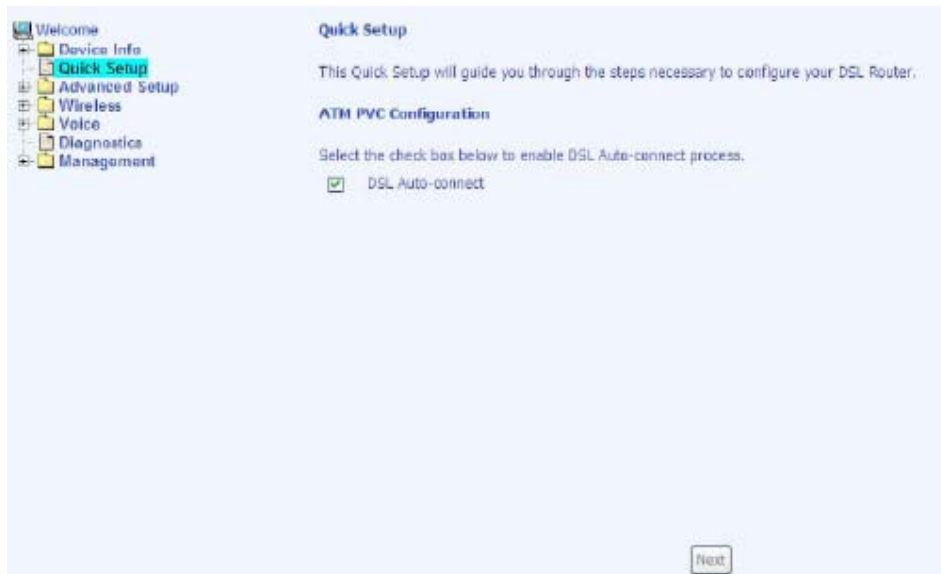 Welcome
Device Info
Quick Setup
Advanced Setup
Wireless
Voice
Diagnostics
Management
Quick Setup
This Quick Setup will guide you through the steps necessary to configure your DSL Router.
ATM PVC Configuration
Select the check box below to enable DSL Auto-connect process.
DSL Auto-connect
Next